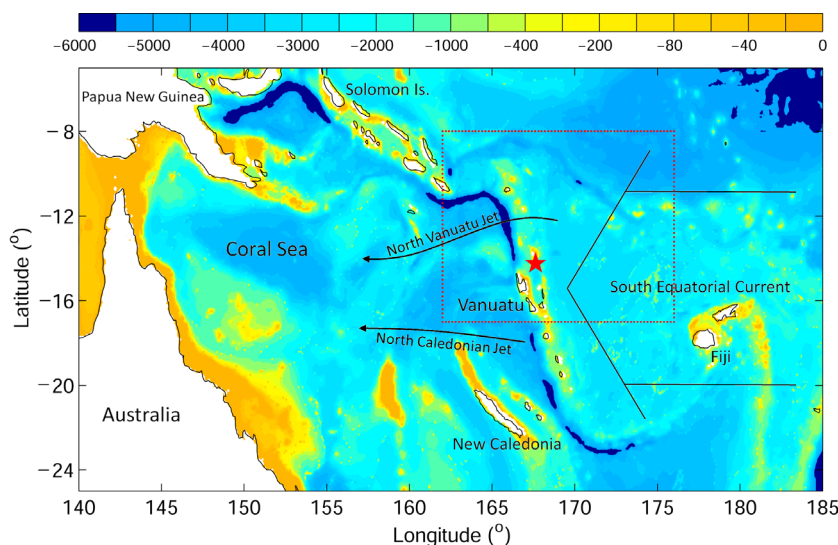 −6000 −5000 −4000 −3000 −2000 −1000 −400 −200 −80 −40 0
Papua New Guinea
Solomon Is.
−8
−12
North Vanuatu Jet
Coral Sea
Latitude (o)
South Equatorial Current
−16
Vanuatu
North Caledonian Jet
Fiji
−20
Australia
New Caledonia
−24
140 145 150 155 160 165 170 175 180 185
Longitude (o)